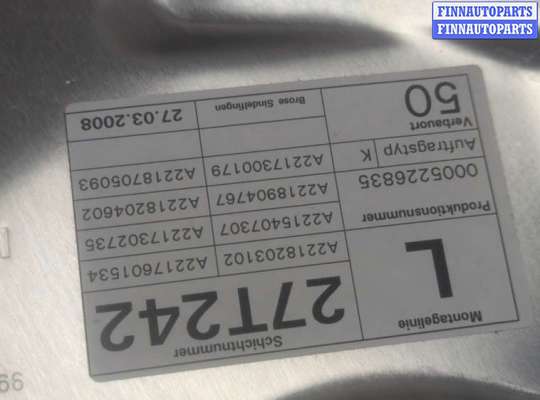 FINNAUTOPARTS
FINNAUTOPARTS
Montagelinie
L
Schichtnummer
27T242
Produktionsnummer
0005226835
A2218203102
A2217601534
A2215407307
A2217302735
A2218904767
A2218204602
A2217300179
A2218705093
Auftragstyp K
Verbauort
50
Brose Sindelfingen
27.03.2008